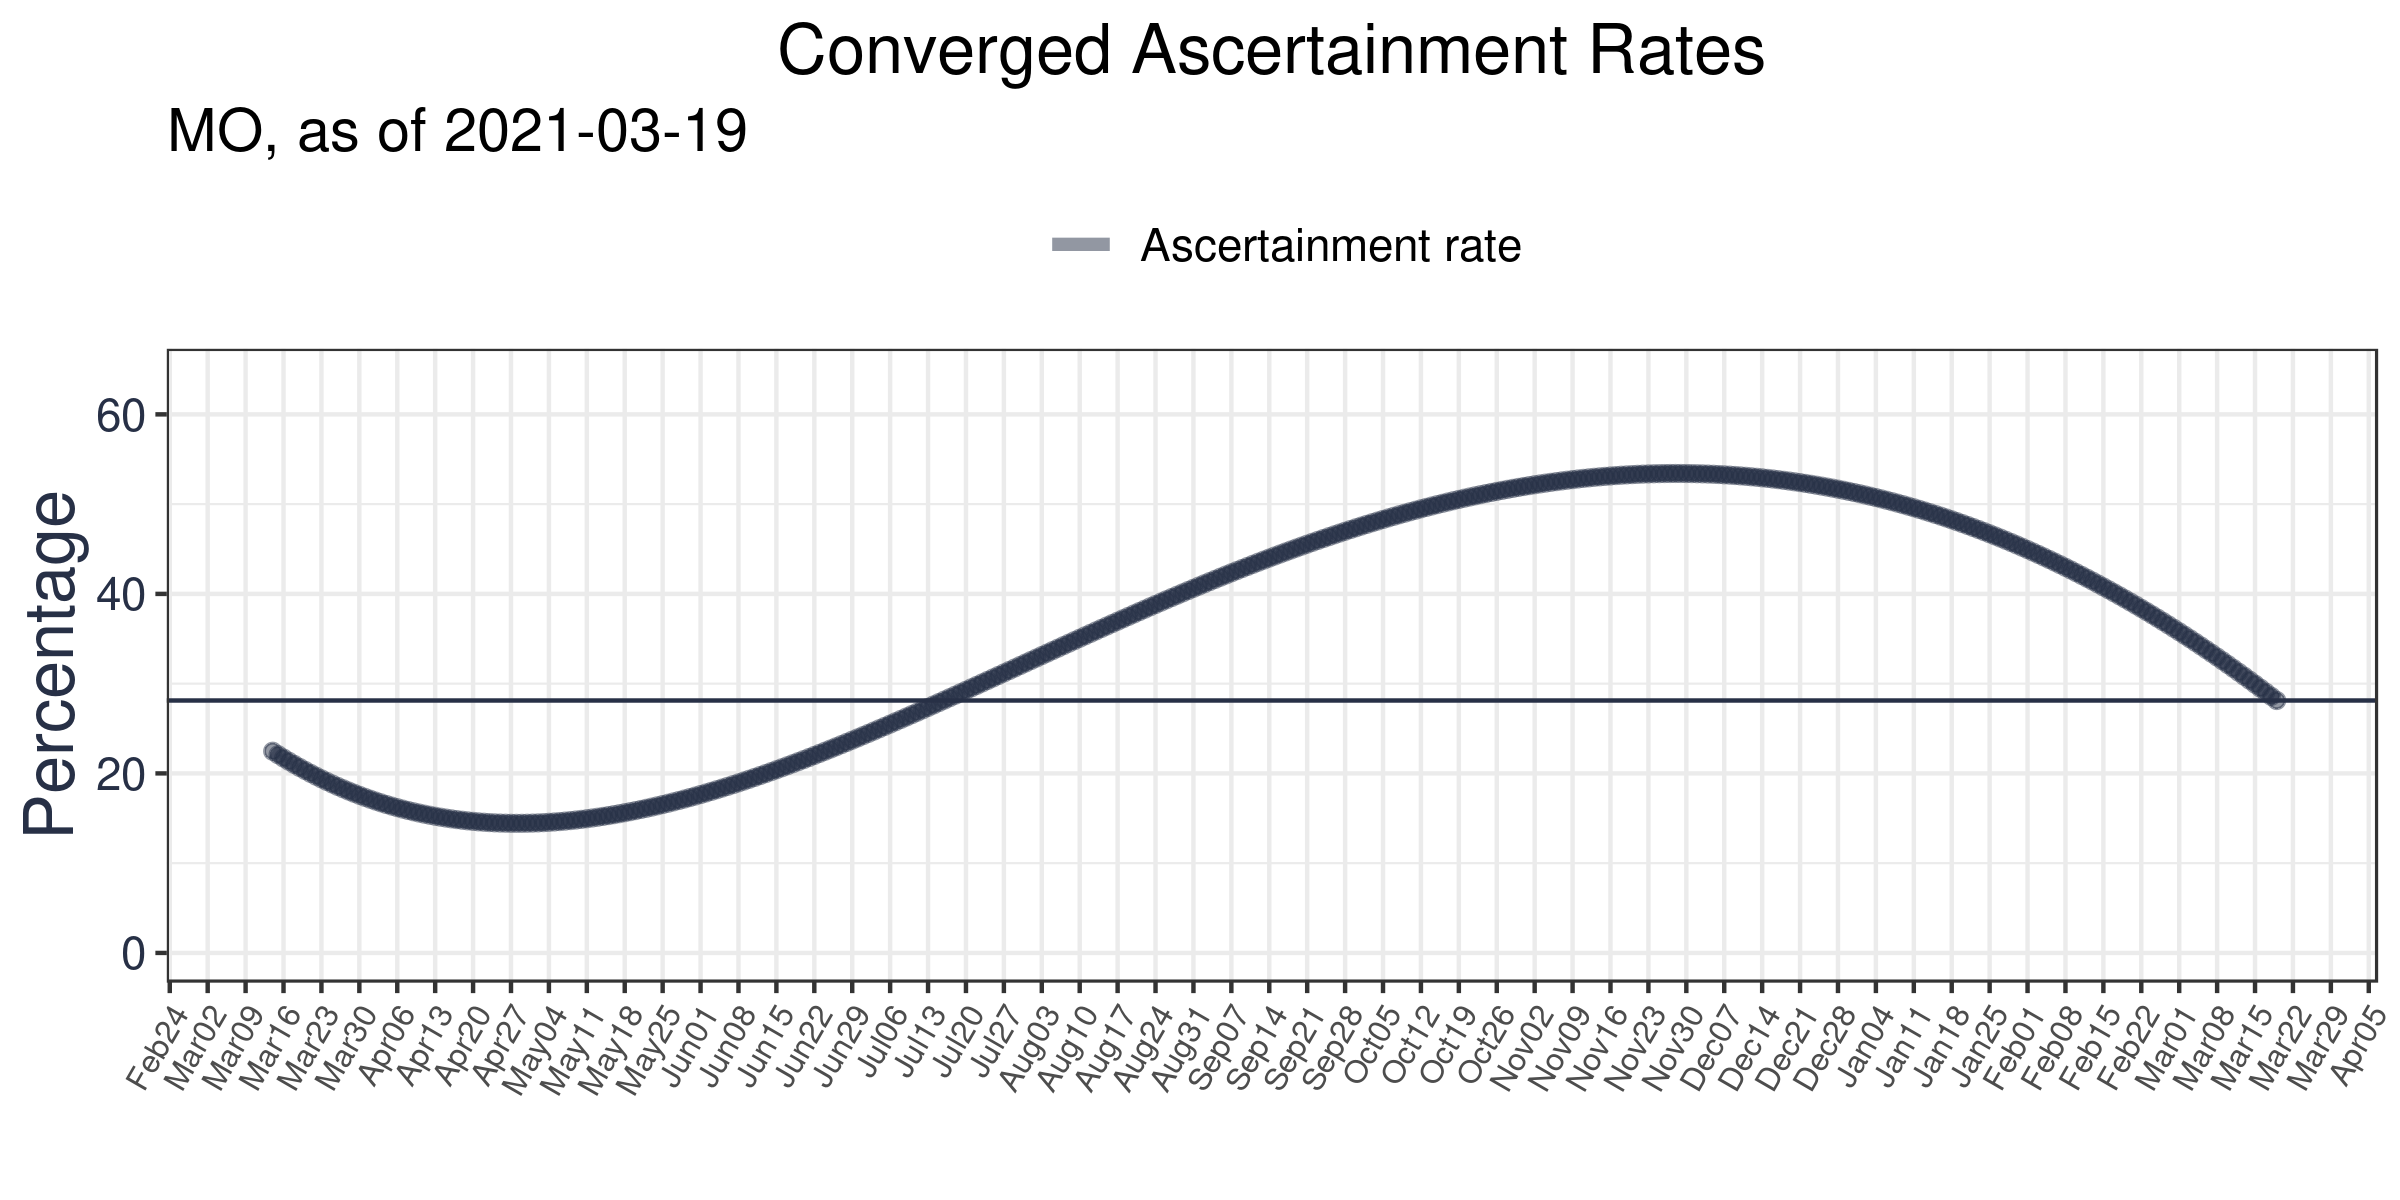 Converged Ascertainment Rates
MO, as of 2021-03-19
Ascertainment rate
Percentage
60
40
20
0
Feb24
Mar02
Mar09
Mar16
Mar23
Mar30
Apr06
Apr13
Apr20
Apr27
May04
May11
May18
May25
Jun01
Jun08
Jun15
Jun22
Jun29
Jul06
Jul13
Jul20
Jul27
Aug03
Aug10
Aug17
Aug24
Aug31
Sep07
Sep14
Sep21
Sep28
Oct05
Oct12
Oct19
Oct26
Nov02
Nov09
Nov16
Nov23
Nov30
Dec07
Dec14
Dec21
Dec28
Jan04
Jan11
Jan18
Jan25
Feb01
Feb08
Feb15
Feb22
Mar01
Mar08
Mar15
Mar22
Mar29
Apr05